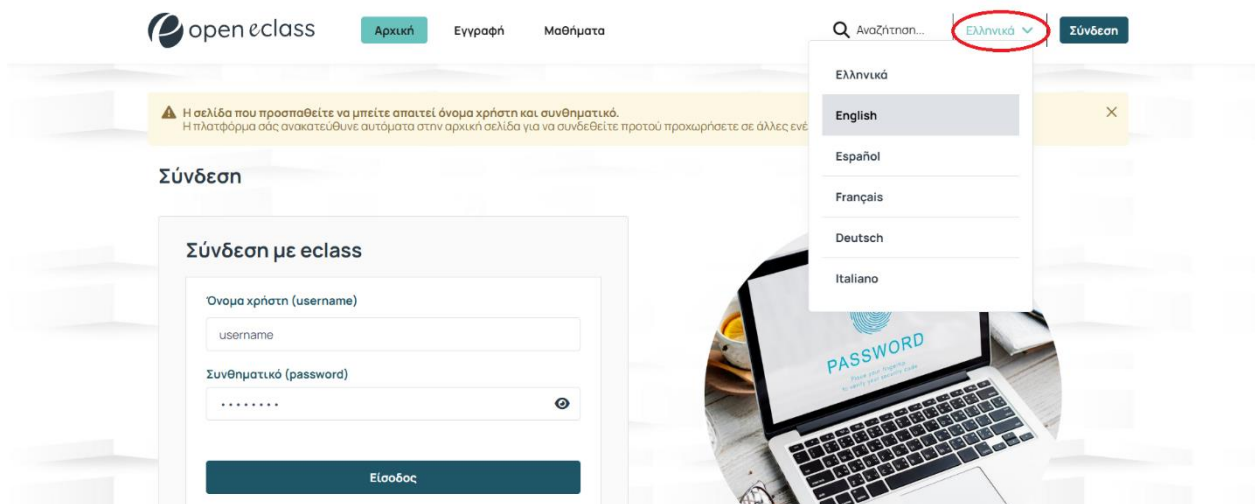 open eclass
Αρχική Εγγραφή Μαθήματα
Αναζήτηση... Ελληνικά Σύνδεση
Ελληνικά
English
Español
Français
Deutsch
Italiano
Η σελίδα που προσπαθείτε να μπείτε απαιτεί όνομα χρήστη και συνθηματικό.
Η πλατφόρμα σάς ανακατεύθυνε αυτόματα στην αρχική σελίδα για να συνδεθείτε προτού προχωρήσετε σε άλλες ενέ
Σύνδεση
Σύνδεση με eclass
Όνομα χρήστη (username)
username
Συνθηματικό (password)
Είσοδος
PASSWORD